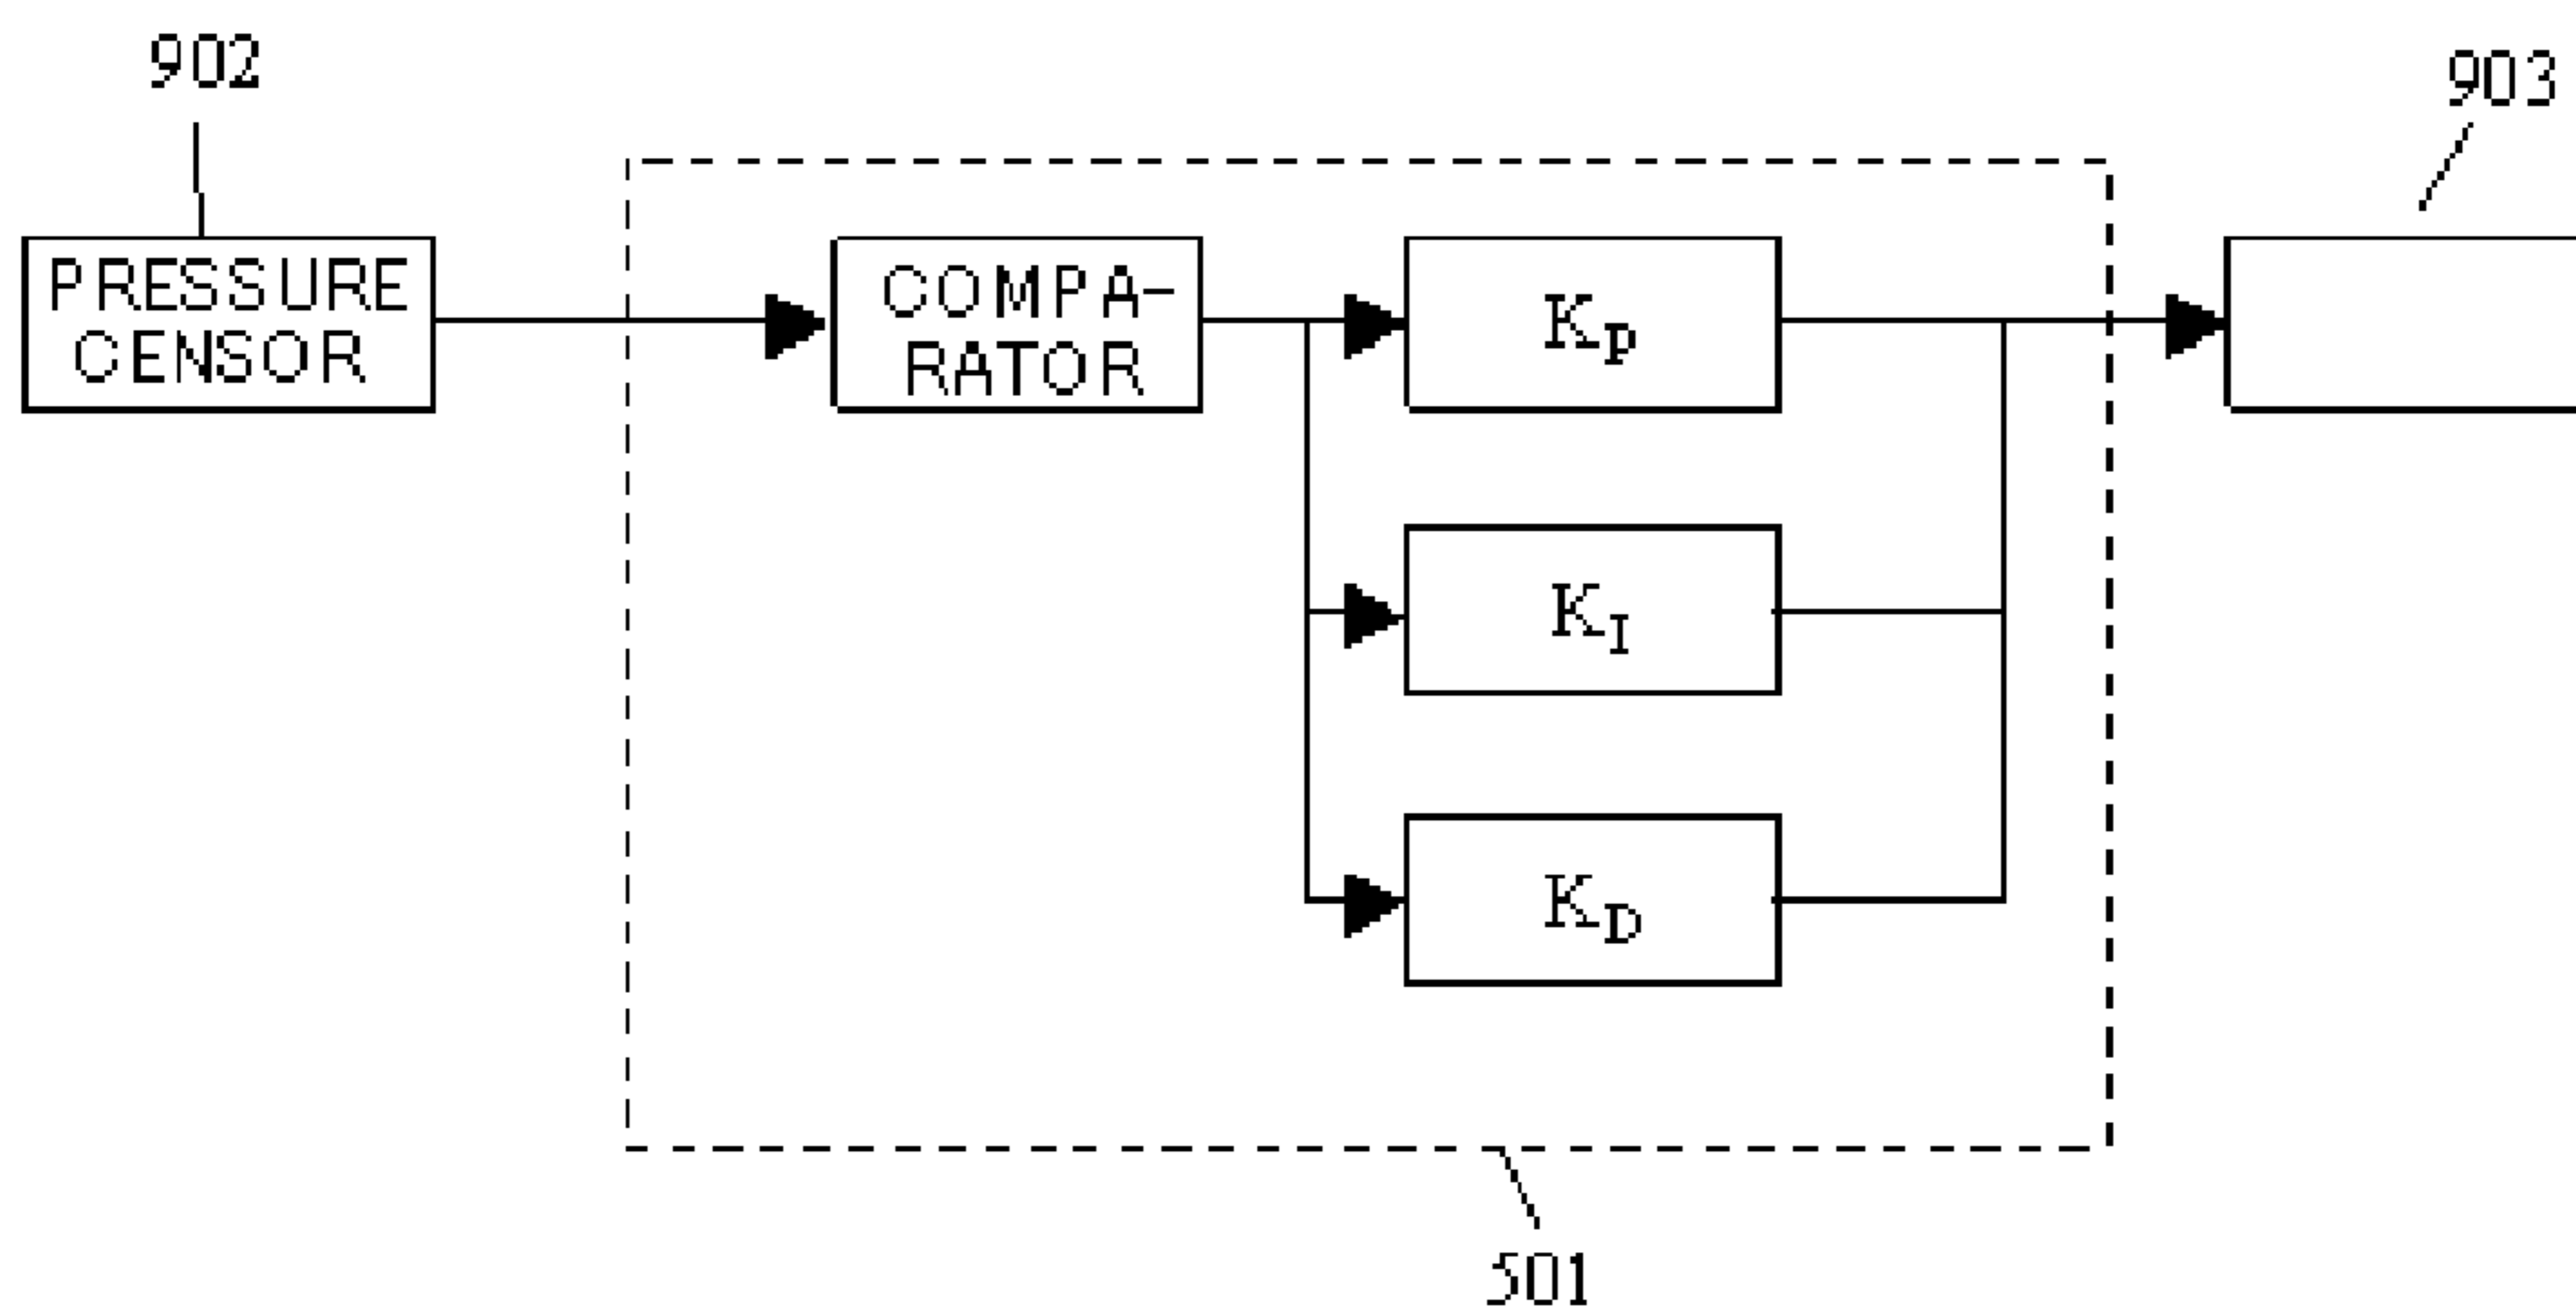 902
903
PRESSURE
CENSOR
COMPA-
RATOR
Kp
KI
KD
501